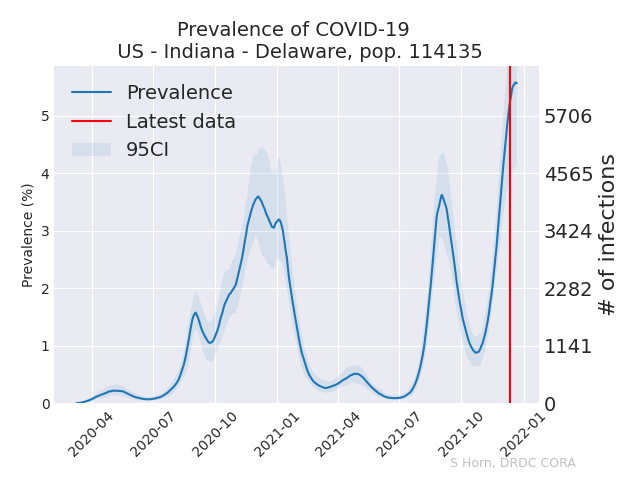 Prevalence of COVID-19
US - Indiana - Delaware, pop. 114135
Prevalence
Latest data
95CI
Prevalence (%)
5
4
3
2
1
0
5706
4565
3424
2282
1141
0
# of infections
2020-04
2020-07
2020-10
2021-01
2021-04
2021-07
2021-10
2022-01
S Horn, DRDC CORA